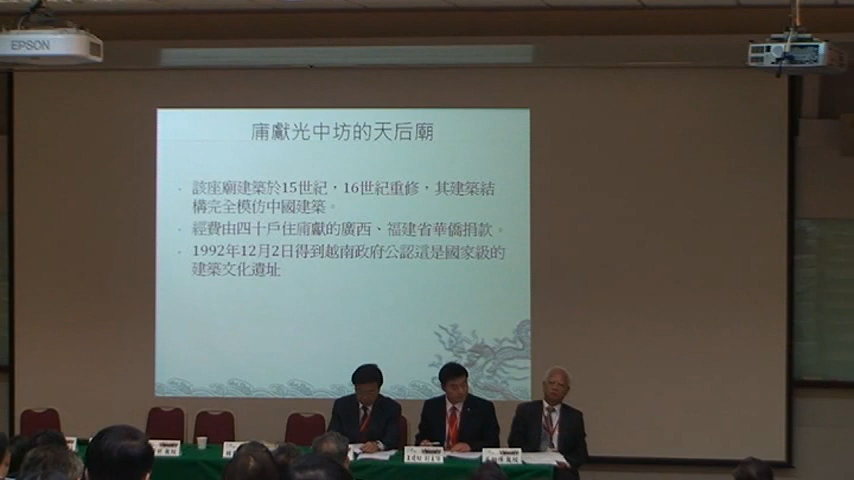 EPSON
庯獻光中坊的天后廟
· 該座廟建築於15世紀，16世紀重修，其建築結
構完全模仿中國建築。
· 經費由四十戶住庯獻的廣西、福建省華僑捐款。
· 1992年12月2日得到越南政府公認這是國家級的
建築文化遺址